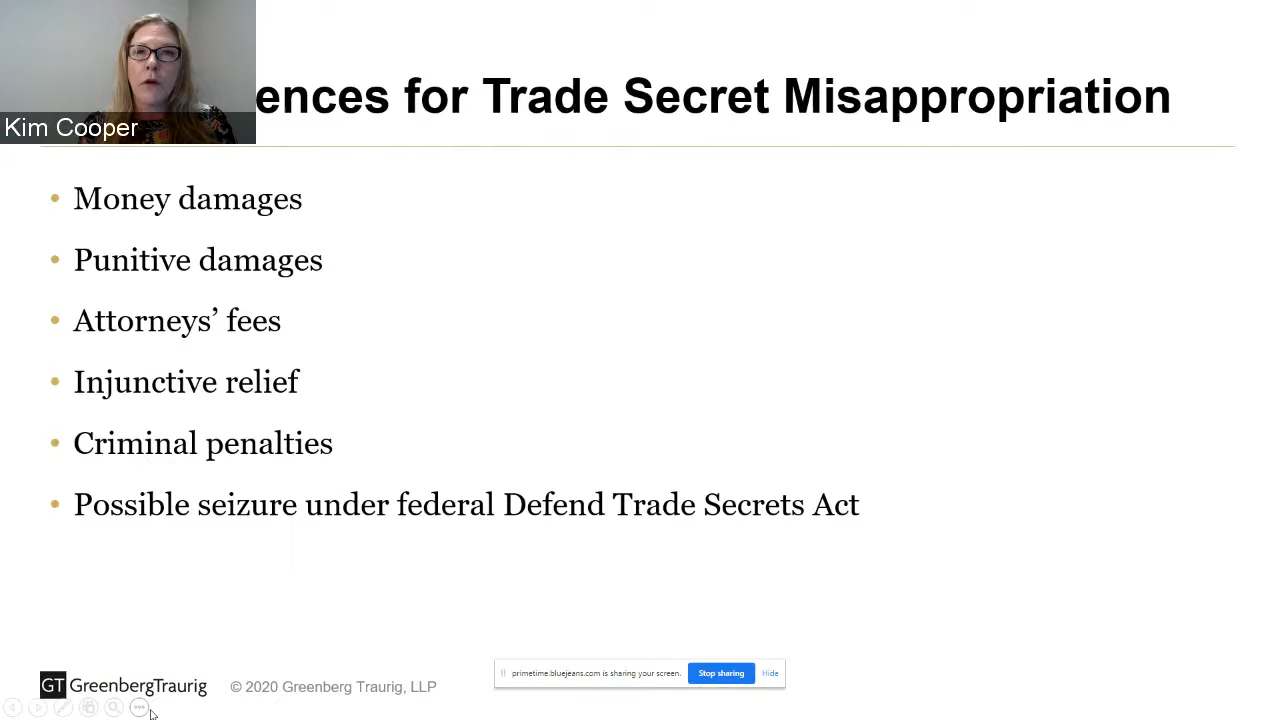 ences for Trade Secret Misappropriation
Kim Cooper
• Money damages
• Punitive damages
• Attorneys’ fees
• Injunctive relief
• Criminal penalties
• Possible seizure under federal Defend Trade Secrets Act
primetime.bluejeans.com is sharing your screen. Stop sharing Hide
GT GreenbergTraurig © 2020 Greenberg Traurig, LLP